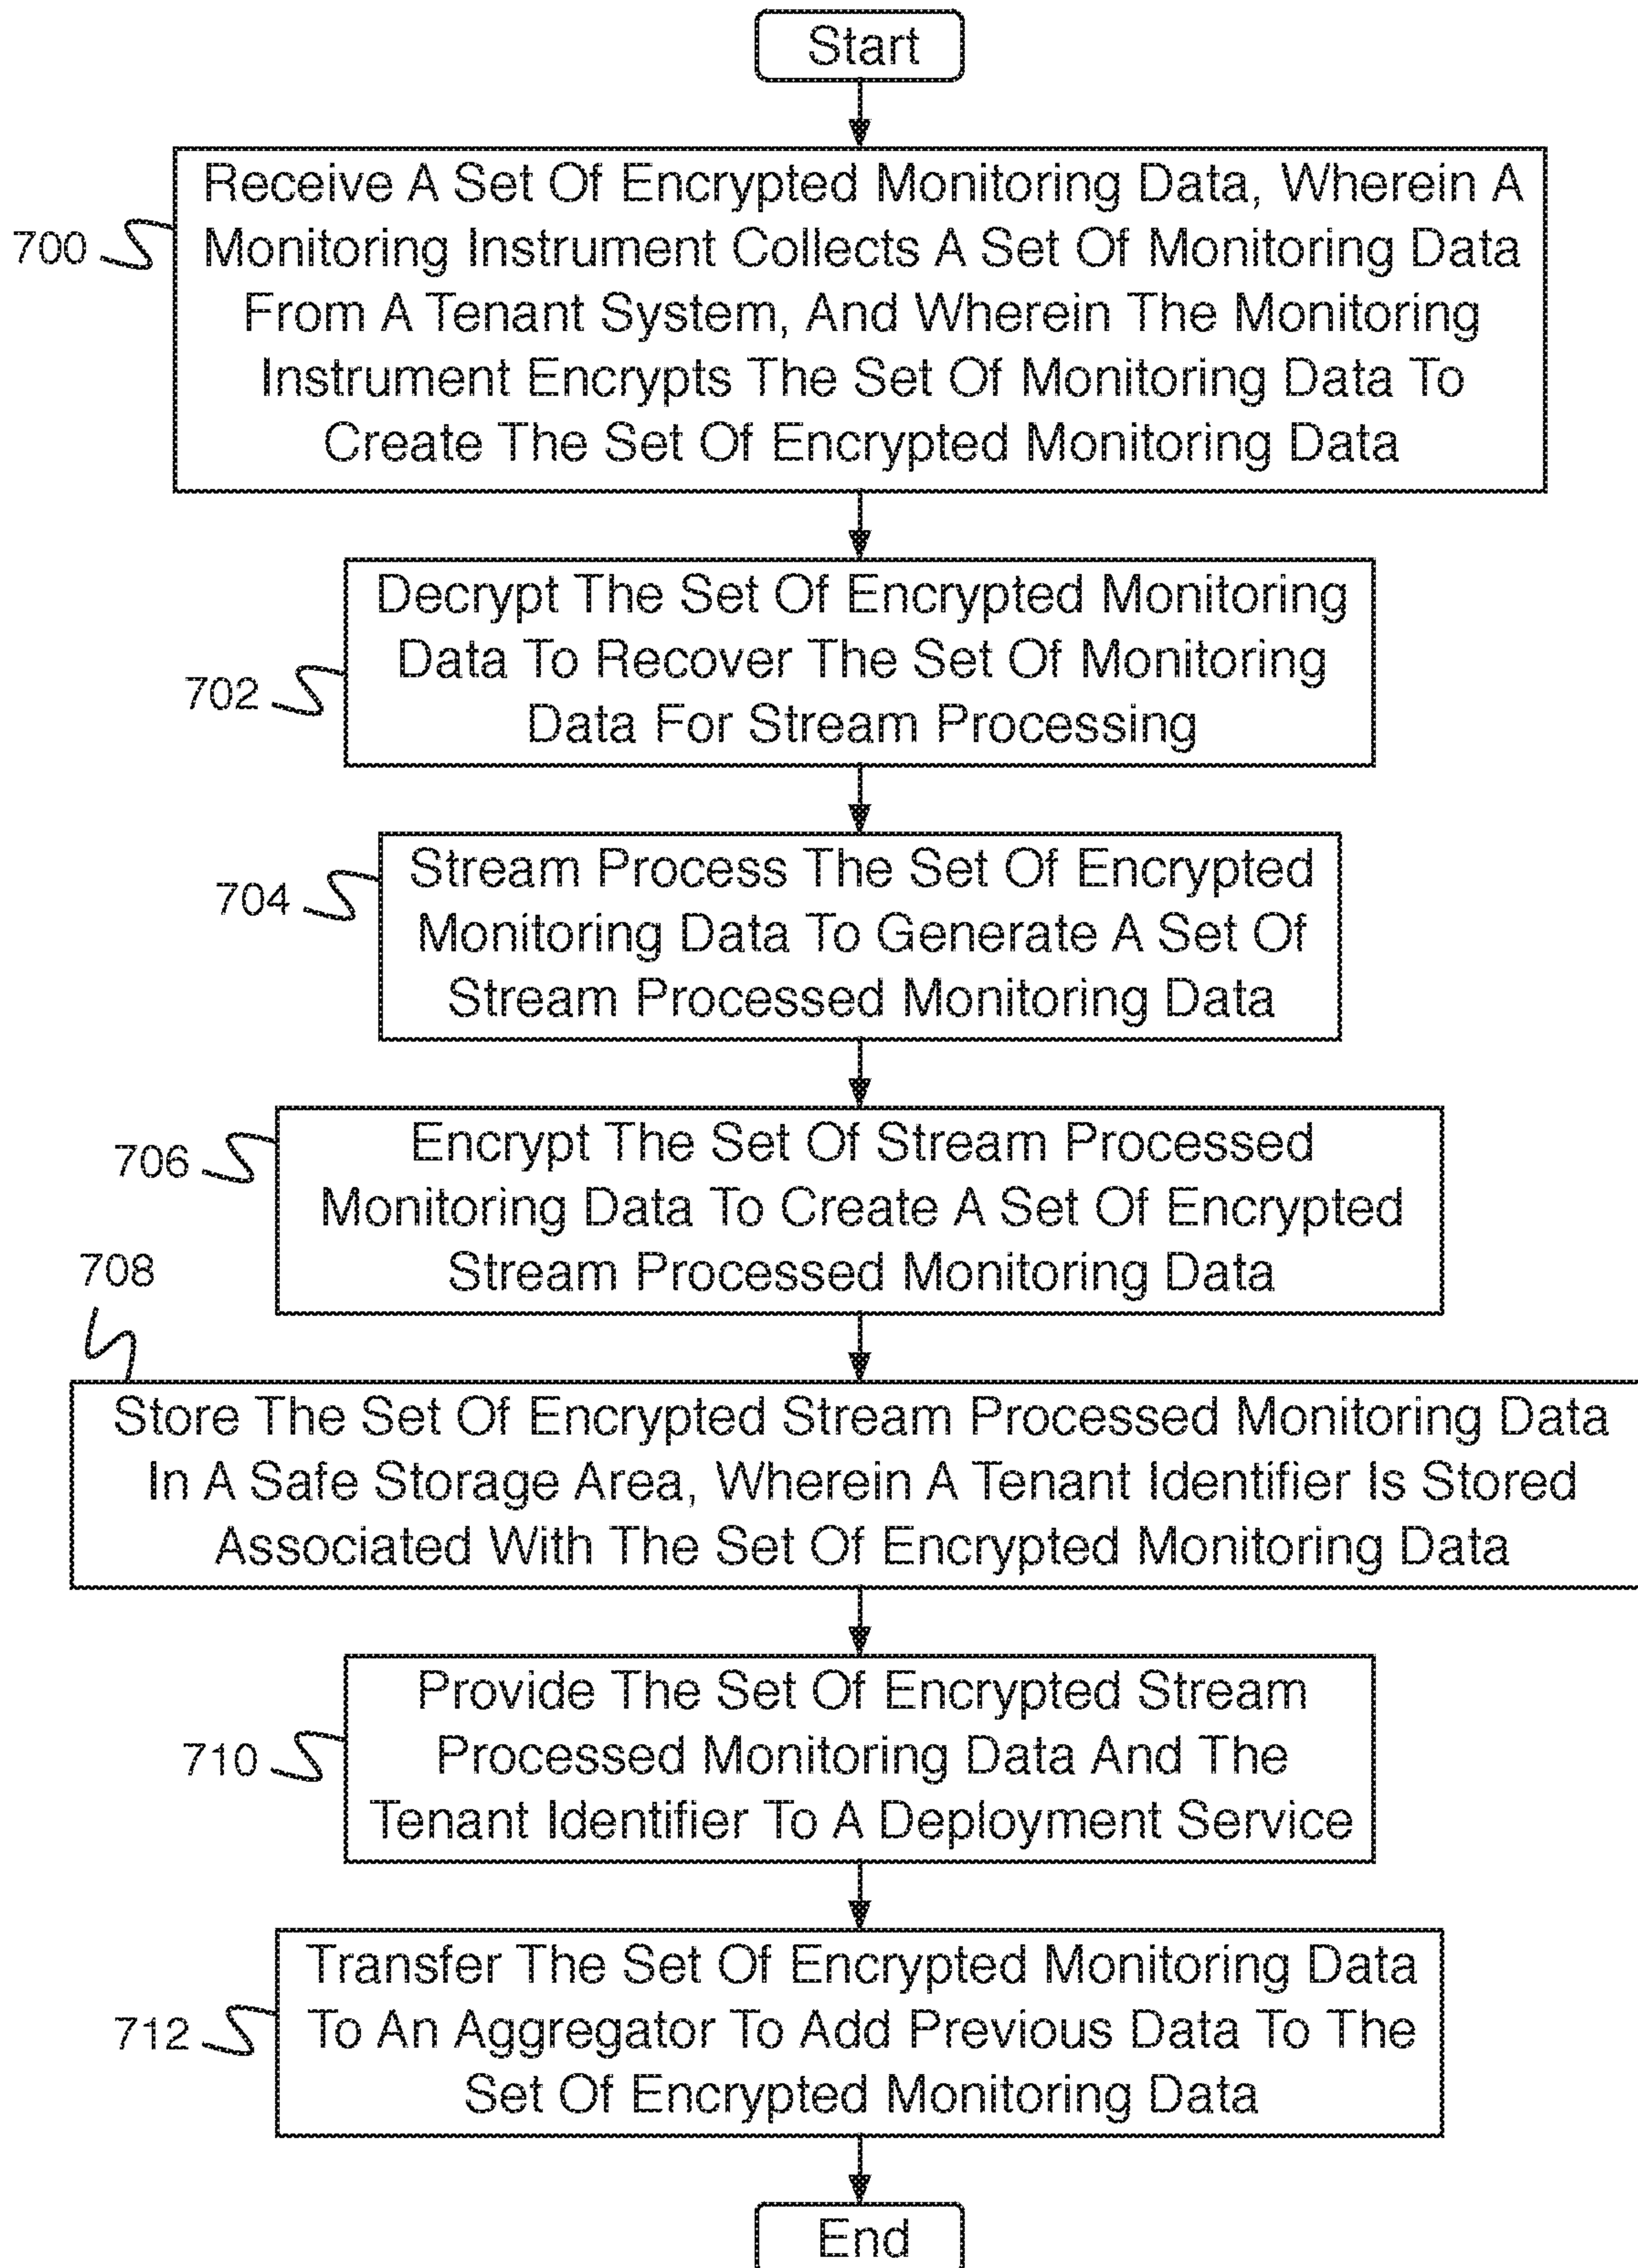 Start
700
Receive A Set Of Encrypted Monitoring Data, Wherein A
Monitoring Instrument Collects A Set Of Monitoring Data
From A Tenant System, And Wherein The Monitoring
Instrument Encrypts The Set Of Monitoring Data To
Create The Set Of Encrypted Monitoring Data
702
Decrypt The Set Of Encrypted Monitoring
Data To Recover The Set Of Monitoring
Data For Stream Processing
704
Stream Process The Set Of Encrypted
Monitoring Data To Generate A Set Of
Stream Processed Monitoring Data
706
Encrypt The Set Of Stream Processed
Monitoring Data To Create A Set Of Encrypted
Stream Processed Monitoring Data
708
Store The Set Of Encrypted Stream Processed Monitoring Data
In A Safe Storage Area, Wherein A Tenant Identifier Is Stored
Associated With The Set Of Encrypted Monitoring Data
710
Provide The Set Of Encrypted Stream
Processed Monitoring Data And The
Tenant Identifier To A Deployment Service
712
Transfer The Set Of Encrypted Monitoring Data
To An Aggregator To Add Previous Data To The
Set Of Encrypted Monitoring Data
End